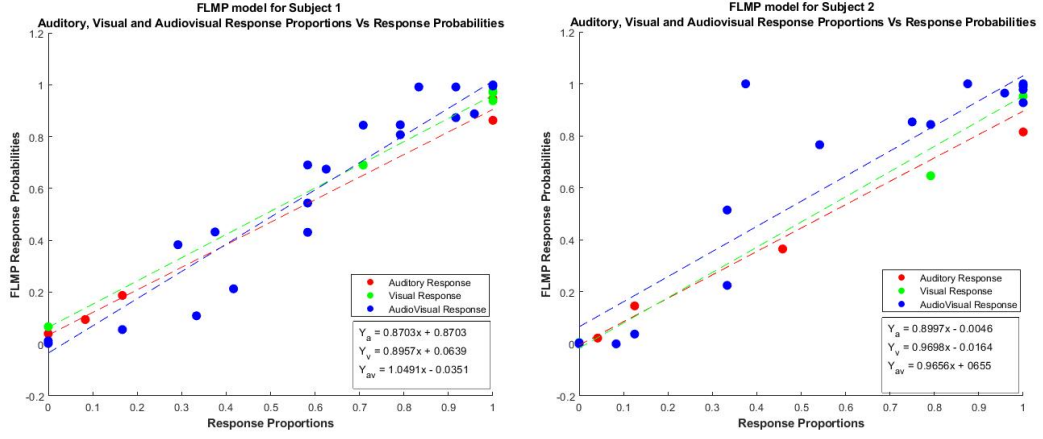 FLMP model for Subject 1
Auditory, Visual and Audiovisual Response Proportions Vs Response Probabilities
FLMP Response Probabilities
1.2
1
0.8
0.6
0.4
0.2
0
-0.2
0
0.1
0.2
0.3
0.4
0.5
0.6
0.7
0.8
0.9
1
Response Proportions
Auditory Response
Visual Response
AudioVisual Response
Ya = 0.8703x + 0.8703
Yv = 0.8957x + 0.0639
Yav = 1.0491x - 0.0351
FLMP model for Subject 2
Auditory, Visual and Audiovisual Response Proportions Vs Response Probabilities
FLMP Response Probabilities
1.2
1
0.8
0.6
0.4
0.2
0
-0.2
0
0.1
0.2
0.3
0.4
0.5
0.6
0.7
0.8
0.9
1
Response Proportions
Auditory Response
Visual Response
AudioVisual Response
Ya = 0.8997x - 0.0046
Yv = 0.9698x - 0.0164
Yav = 0.9656x + 0655